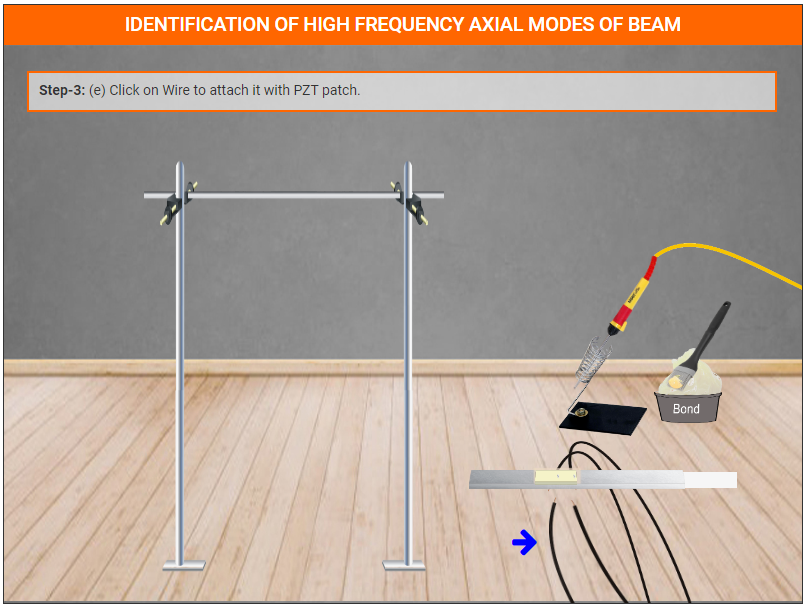 IDENTIFICATION OF HIGH FREQUENCY AXIAL MODES OF BEAM
Step-3: (e) Click on Wire to attach it with PZT patch.
Bond